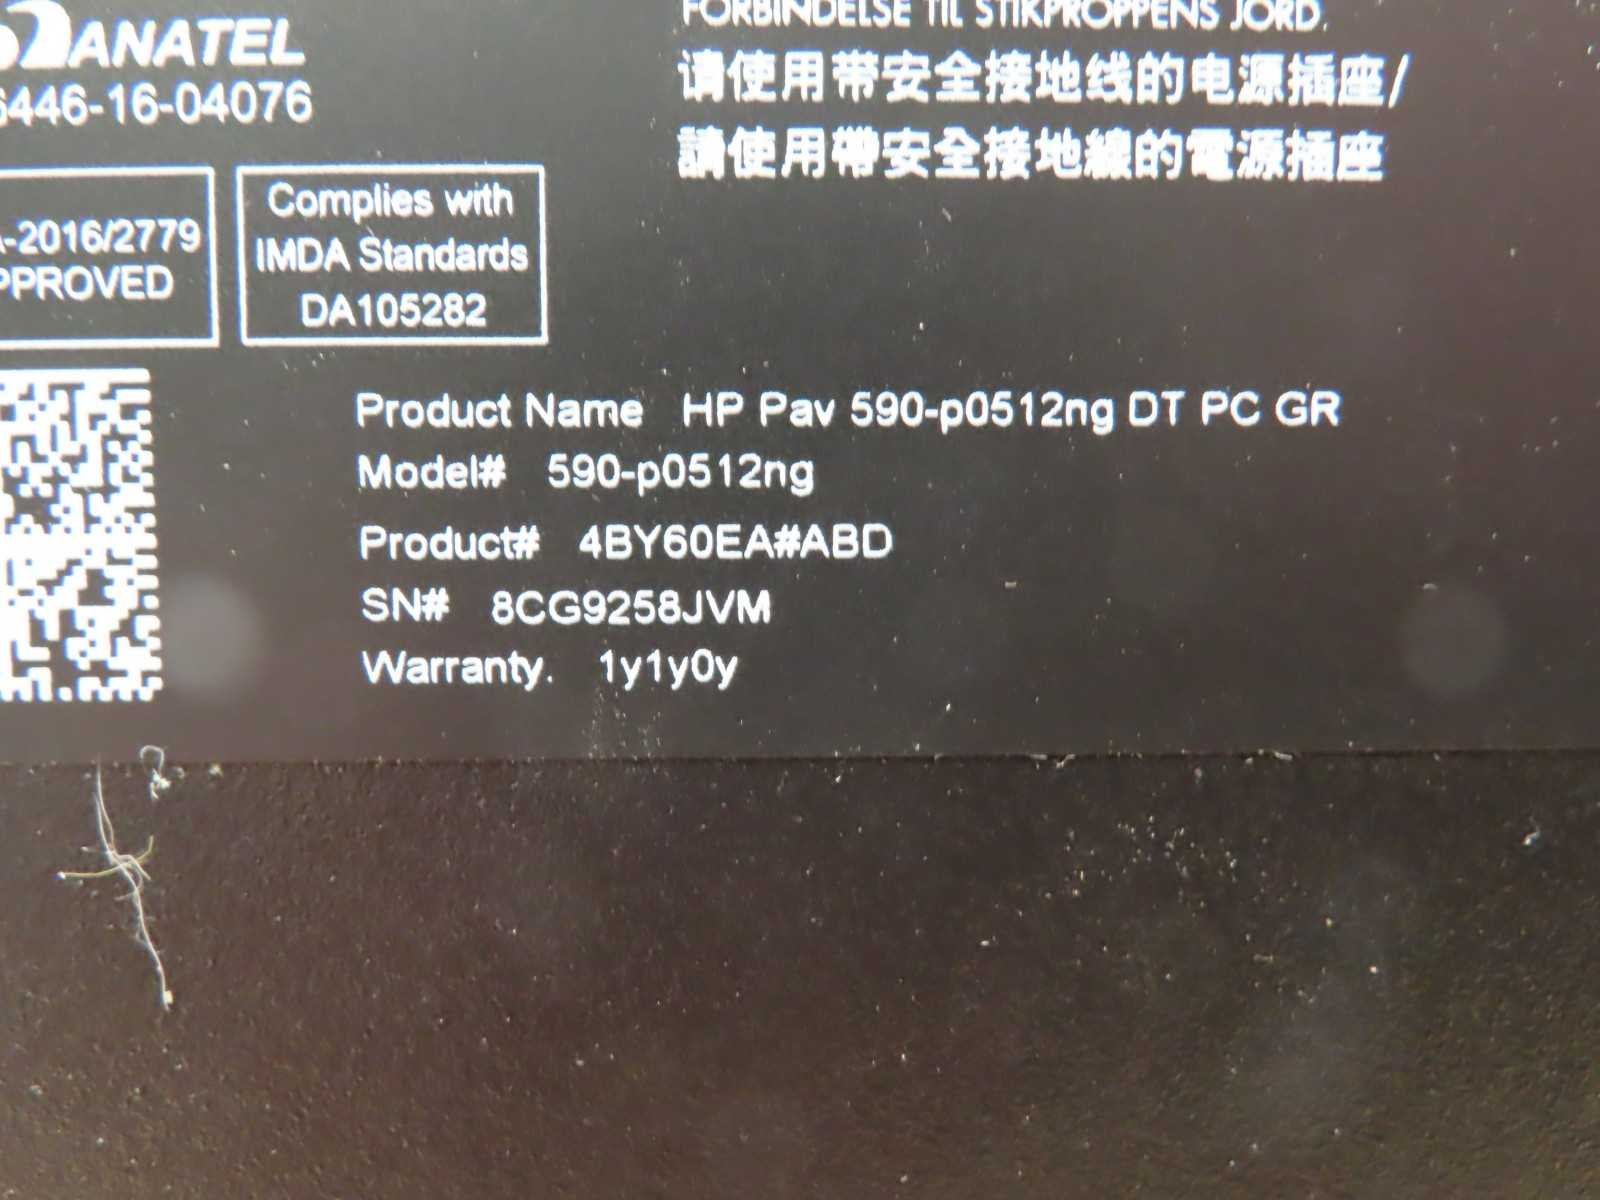 ANATEL
6446-16-04076
FORBINDELSE TIL STIKPROPPENS JORD.
请使用带安全接地线的电源插座/
請使用帶安全接地線的電源插座
A-2016/2779
APPROVED
Complies with
IMDA Standards
DA105282
Product Name HP Pav 590-p0512ng DT PC GR
Model# 590-p0512ng
Product# 4BY60EA#ABD
SN# 8CG9258JVM
Warranty. 1y1y0y